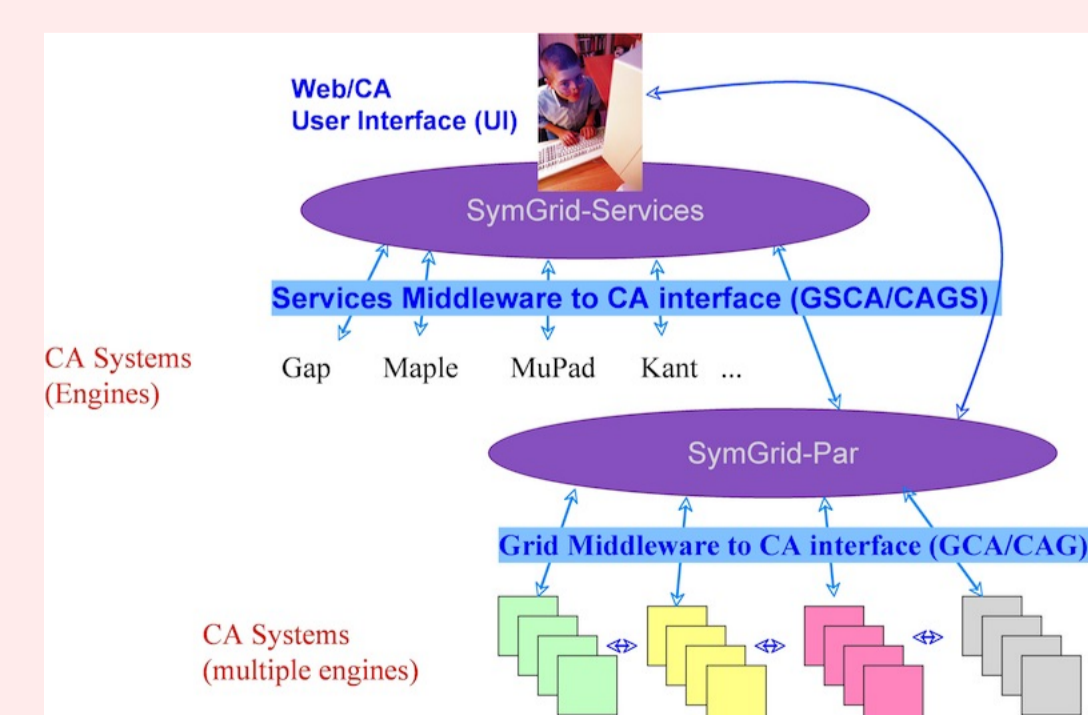 Web/CA
User Interface (UI)
SymGrid-Services
Services Middleware to CA interface (GSCA/CAGS)
CA Systems
(Engines)
Gap Maple MuPad Kant ...
SymGrid-Par
Grid Middleware to CA interface (GCA/CAG)
CA Systems
(multiple engines)